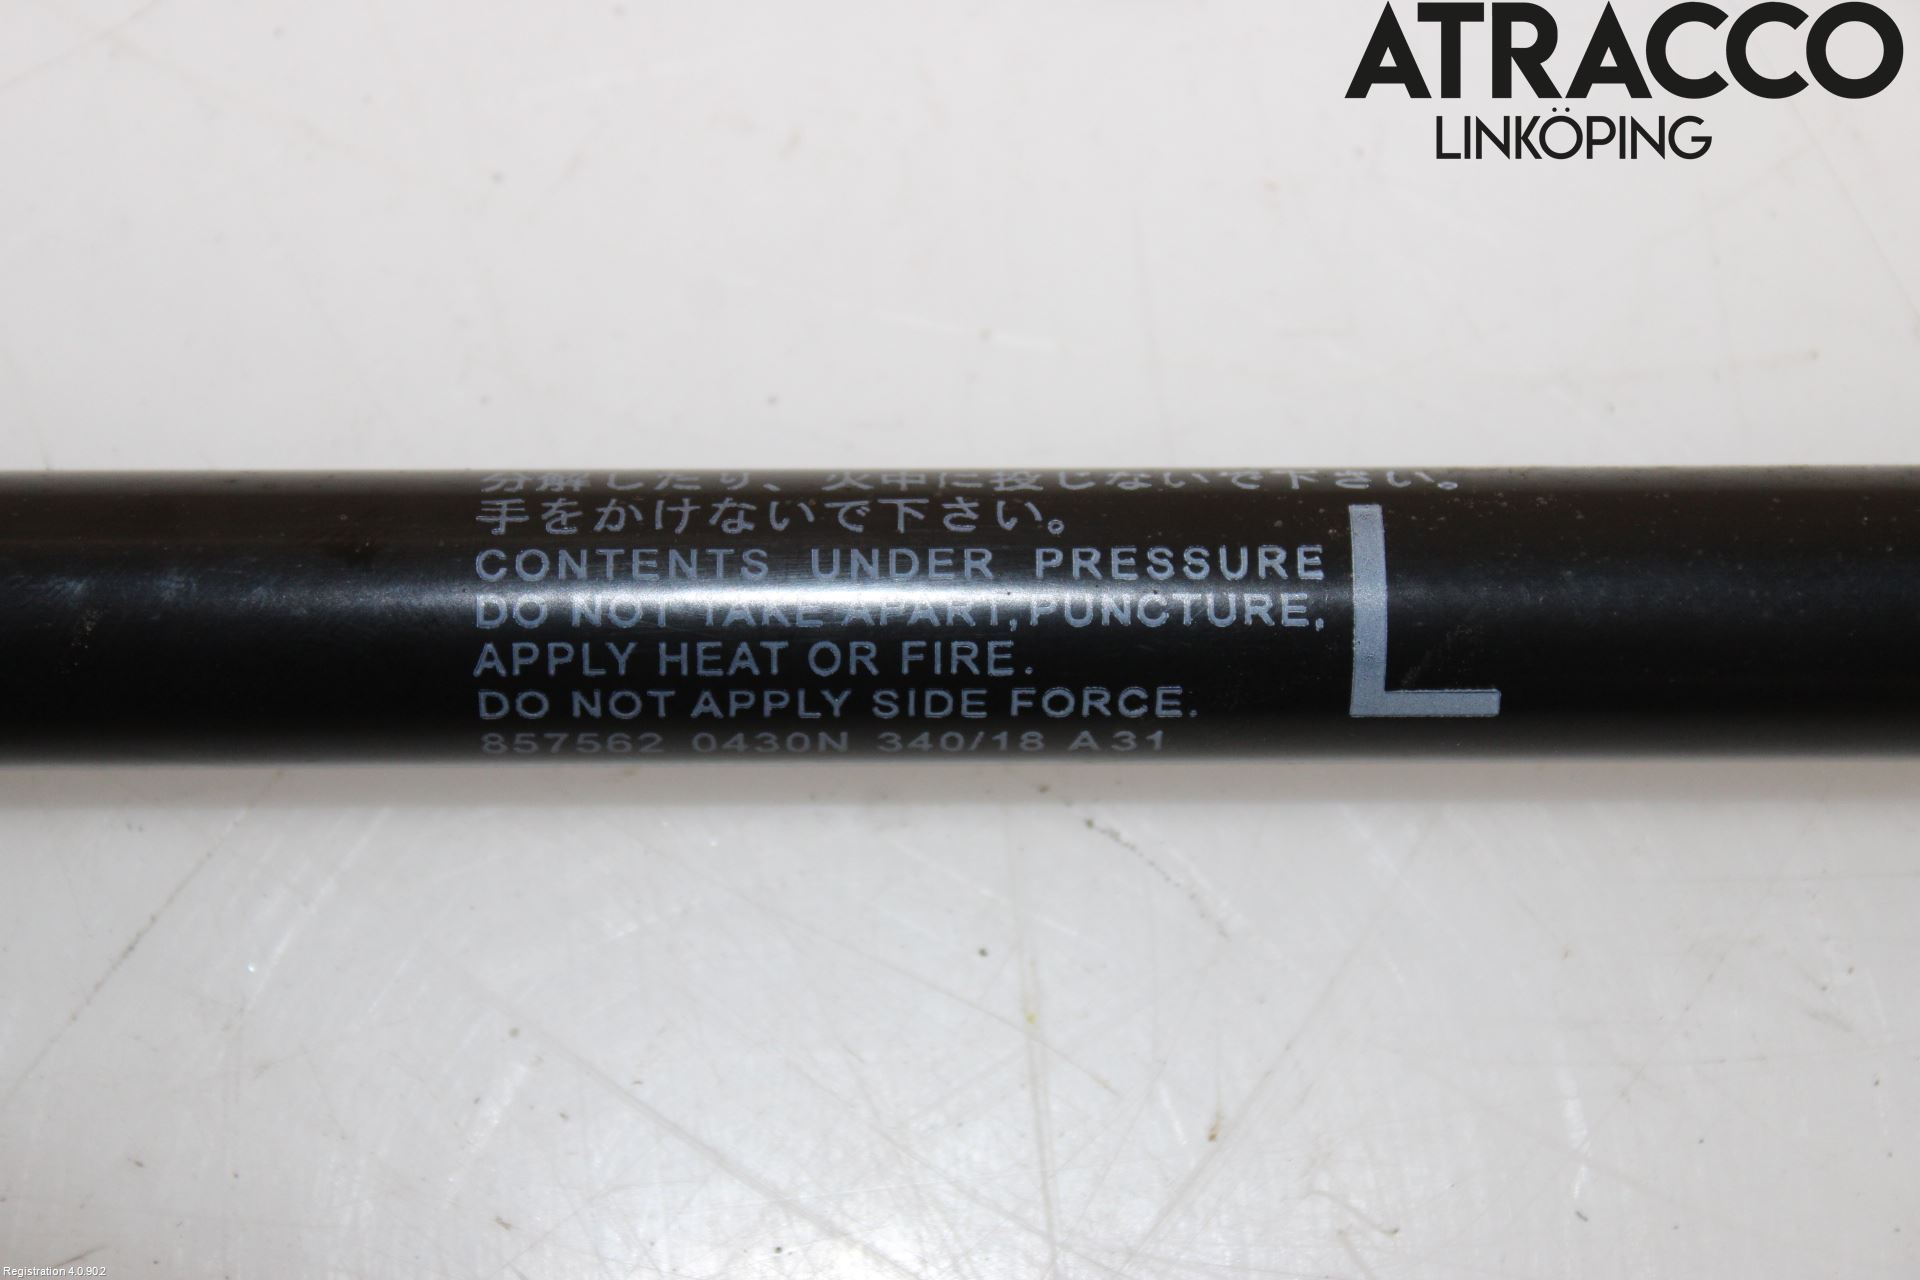 ATRACCO
LINKÖPING
分解したり、火中に投じないで下さい。
手をかけないで下さい。
CONTENTS UNDER PRESSURE
DO NOT TAKE APART, PUNCTURE,
APPLY HEAT OR FIRE.
DO NOT APPLY SIDE FORCE.
857562 0430N 340/18 A31
L
Registration 4.0.902